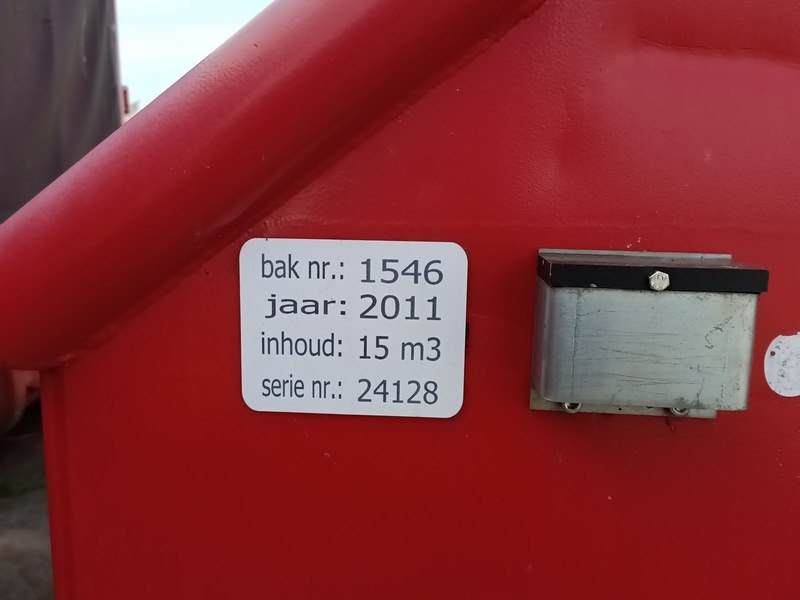 bak nr.: 1546
jaar: 2011
inhoud: 15 m3
serie nr.: 24128